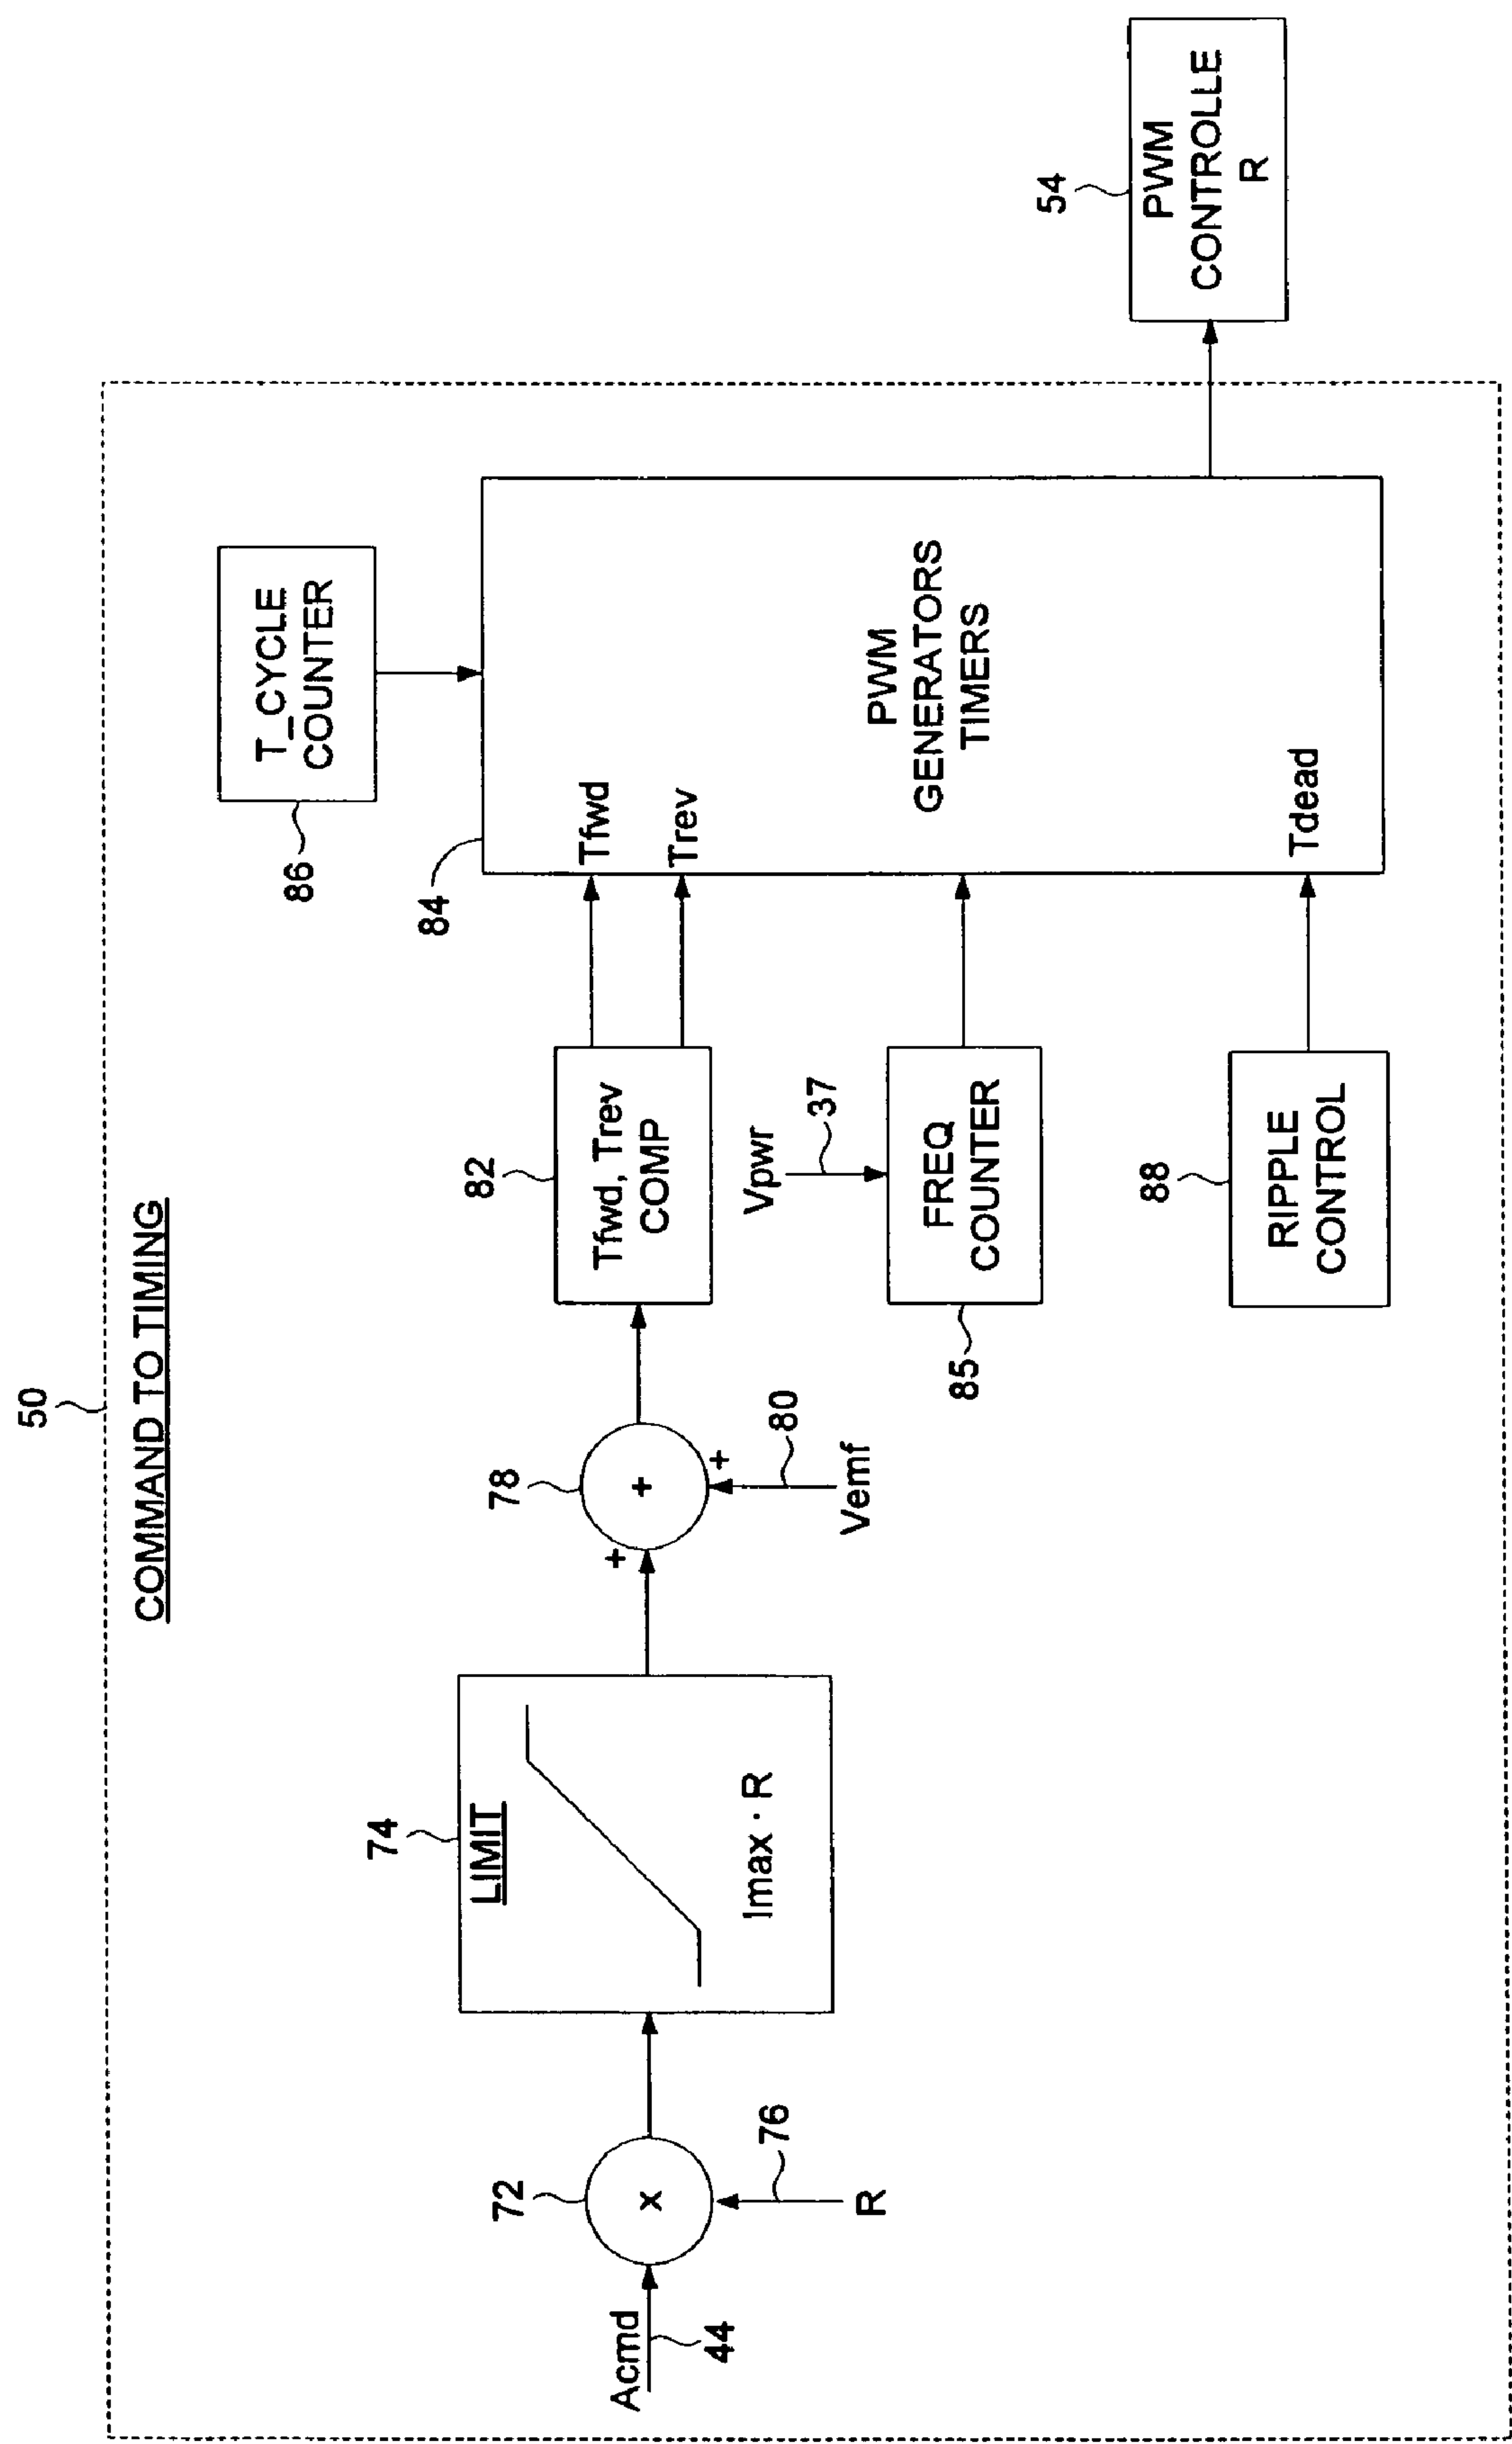 50
COMMAND TO TIMING
86
T_CYCLE
COUNTER
84
Tfwd
Trev
PWM
GENERATORS
TIMERS
Tdead
54
PWM
CONTROLLE
R
74
LIMIT
Imax · R
72
x
Acmd
44
76
R
78
+
+
+
80
Vemf
82
Tfwd, Trev
COMP
Vpwr
37
FREQ
COUNTER
85
88
RIPPLE
CONTROL